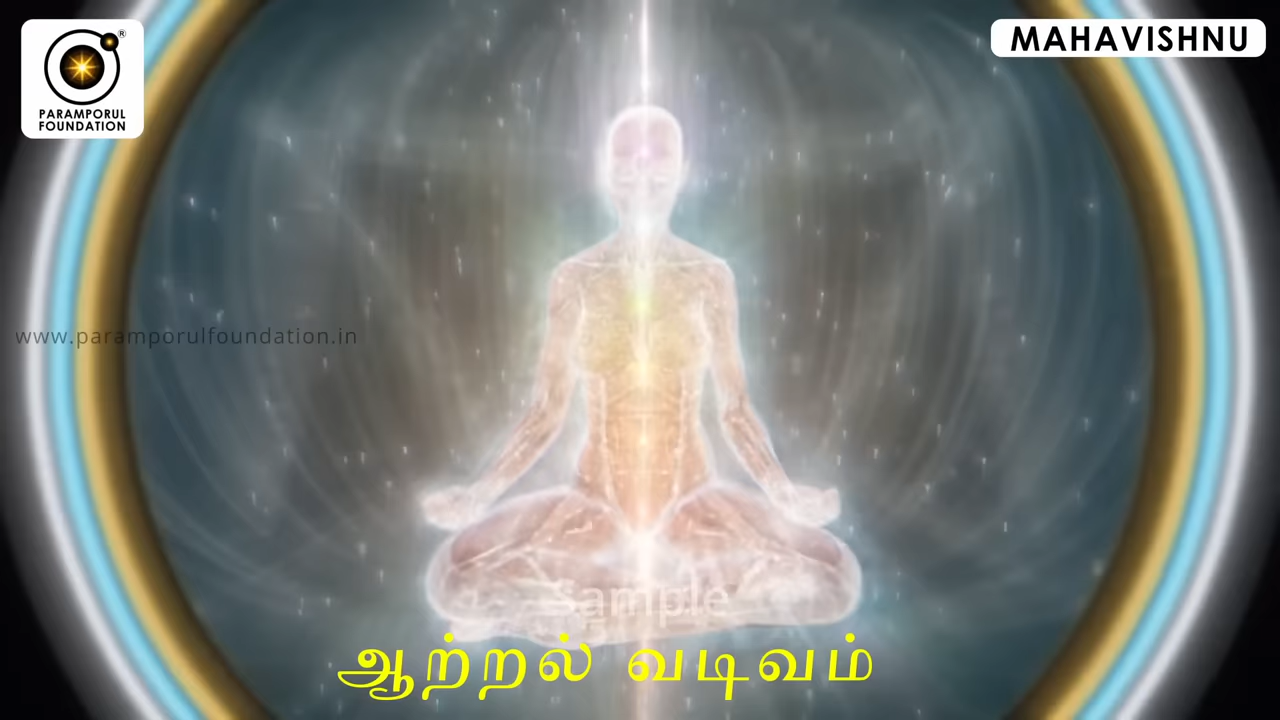 PARAMPORUL
FOUNDATION
®
MAHAVISHNU
www.paramporulfoundation.in
Sample
ஆற்றல் வடிவம்